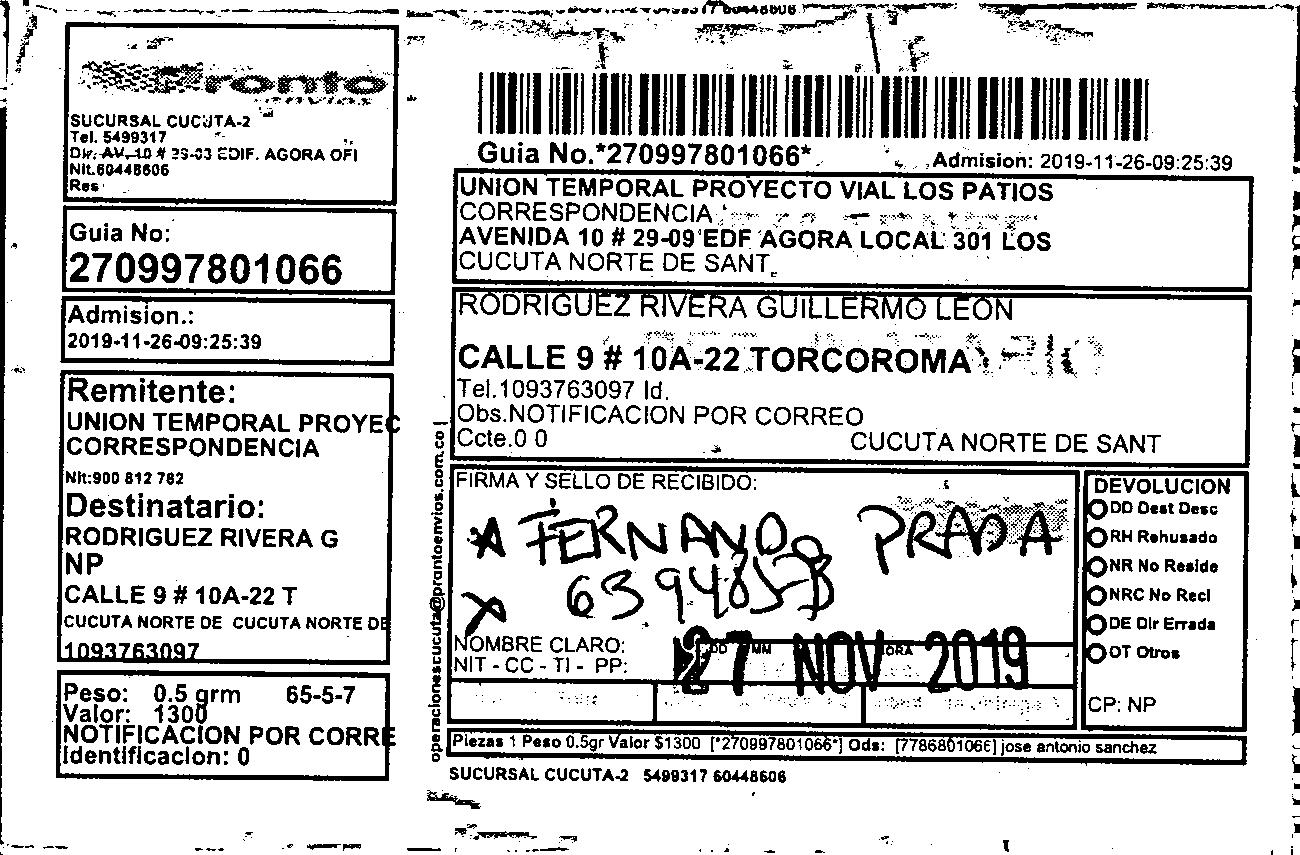 Pronto
envios
SUCURSAL CUCUTA-2
Tel. 5499317
Dir. AV. 10 # 29-03 EDIF. AGORA OFI
Nit.60448606
Res
Guia No:
270997801066
Admision.:
2019-11-26-09:25:39
Remitente:
UNION TEMPORAL PROYEC
CORRESPONDENCIA
Nit:900 812 782
Destinatario:
RODRIGUEZ RIVERA G
NP
CALLE 9 # 10A-22 T
CUCUTA NORTE DE CUCUTA NORTE DE
1093763097
Peso: 0.5 grm 65-5-7
Valor: 1300
NOTIFICACION POR CORRE
Identificacion: 0
Guia No.*270997801066*
Admision: 2019-11-26-09:25:39
UNION TEMPORAL PROYECTO VIAL LOS PATIOS
CORRESPONDENCIA
AVENIDA 10 # 29-09 EDF AGORA LOCAL 301 LOS
CUCUTA NORTE DE SANT
RODRIGUEZ RIVERA GUILLERMO LEON
CALLE 9 # 10A-22 TORCOROMA
Tel.1093763097 Id.
Obs.NOTIFICACION POR CORREO
Ccte.0 0 CUCUTA NORTE DE SANT
operacionescucuta@prontoenvios.com.co
FIRMA Y SELLO DE RECIBIDO:
FERNANDO PRADA
NOMBRE CLARO:
NIT - CC - TI - PP:
DD MM
27 NOV 2019
DEVOLUCION
DD Dest Desc
RH Rehusado
NR No Reside
NRC No Recl
DE Dir Errada
OT Otros
CP: NP
Piezas 1 Peso 0.5gr Valor $1300 [*270997801066*] Ods: [7786801066] jose antonio sanchez
SUCURSAL CUCUTA-2 5499317 60448606